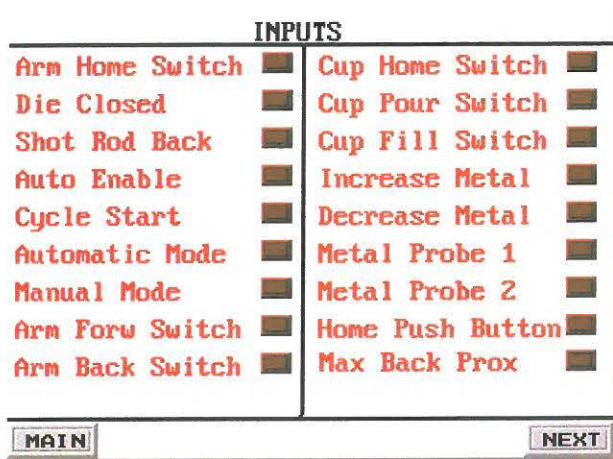 INPUTS
Arm Home Switch
Die Closed
Shot Rod Back
Auto Enable
Cycle Start
Automatic Mode
Manual Mode
Arm Forw Switch
Arm Back Switch
Cup Home Switch
Cup Pour Switch
Cup Fill Switch
Increase Metal
Decrease Metal
Metal Probe 1
Metal Probe 2
Home Push Button
Max Back Prox
MAIN
NEXT